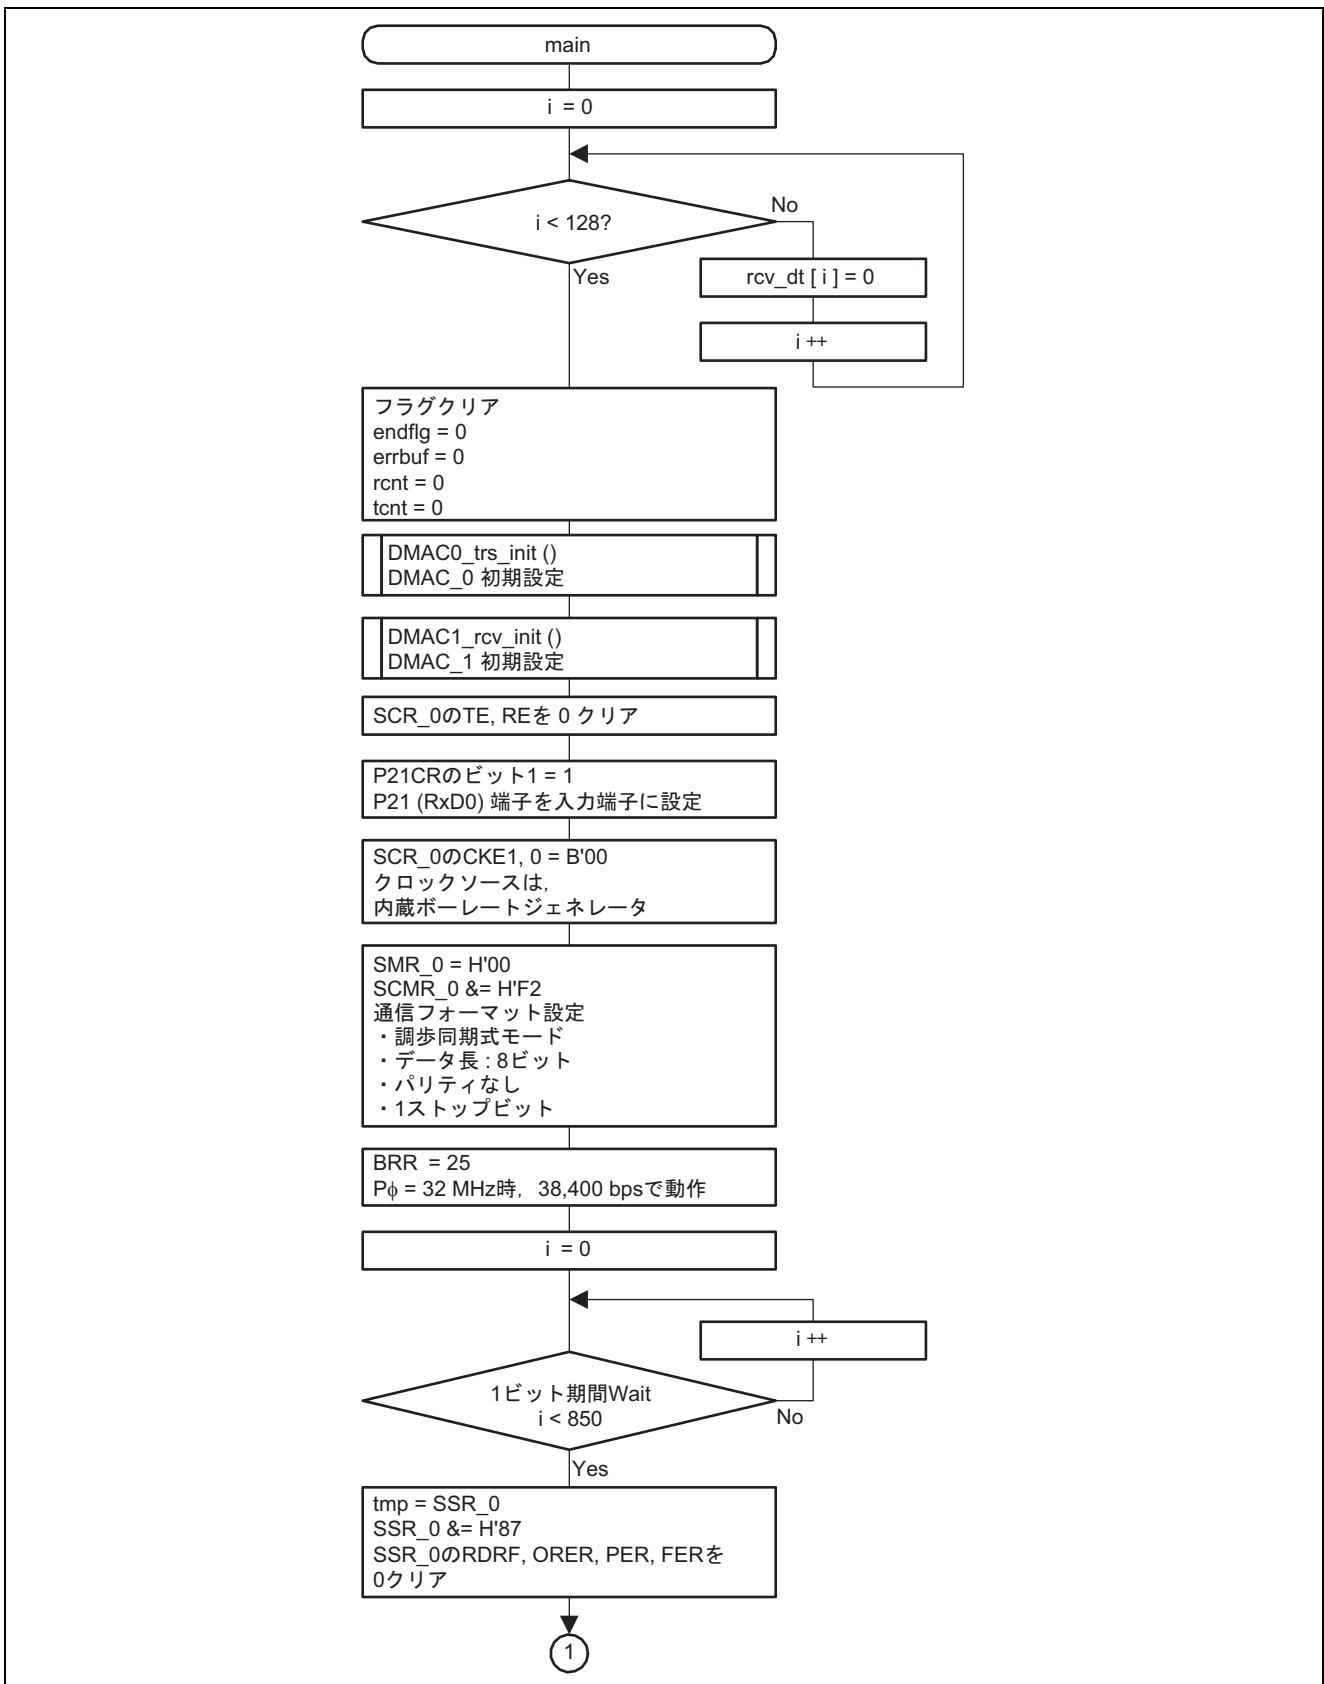 main
i = 0
i < 128?
No
Yes
rcv_dt [ i ] = 0
i ++
フラグクリア
endflg = 0
errbuf = 0
rcnt = 0
tcnt = 0
DMAC0_trs_init ()
DMAC_0 初期設定
DMAC1_rcv_init ()
DMAC_1 初期設定
SCR_0のTE, REを 0 クリア
P21CRのビット1 = 1
P21 (RxD0) 端子を入力端子に設定
SCR_0のCKE1, 0 = B'00
クロックソースは,
内蔵ボーレートジェネレータ
SMR_0 = H'00
SCMR_0 &= H'F2
通信フォーマット設定
・調歩同期式モード
・データ長 : 8ビット
・パリティなし
・1ストップビット
BRR = 25
Pφ = 32 MHz時, 38,400 bpsで動作
i = 0
i ++
1ビット期間Wait
i < 850
No
Yes
tmp = SSR_0
SSR_0 &= H'87
SSR_0のRDRF, ORER, PER, FERを
0クリア
1